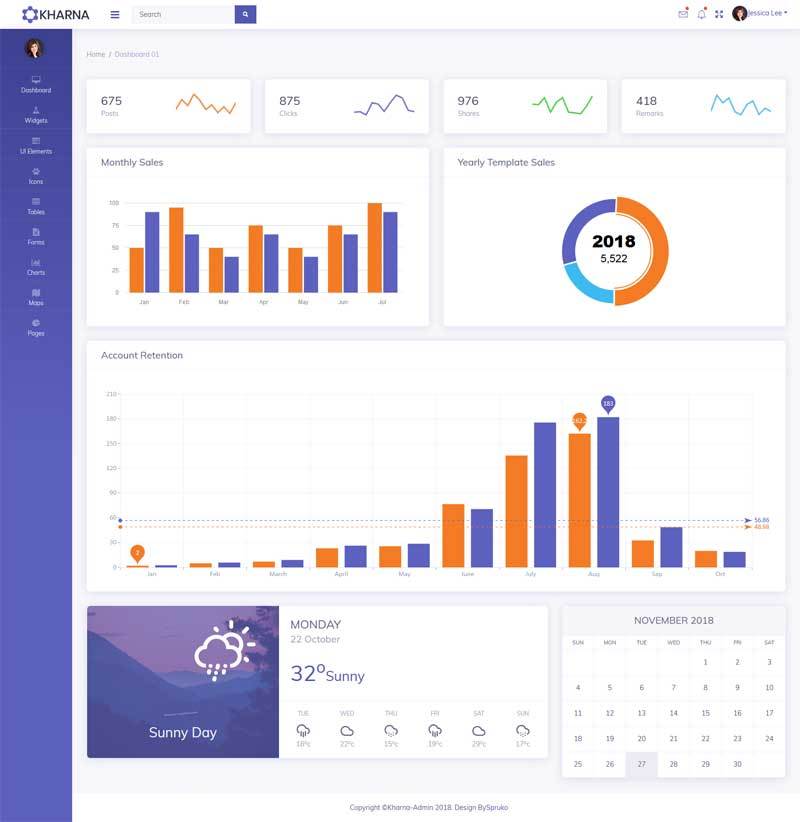 KHARNA
Search
Jessica Lee
Dashboard
Widgets
UI Elements
Icons
Tables
Forms
Charts
Maps
Pages
Home / Dashboard 01
675
Posts
875
Clicks
976
Shares
418
Remarks
Monthly Sales
100
75
50
25
0
Jan Feb Mar Apr May Jun Jul
Yearly Template Sales
2018
5,522
Account Retention
210
180
150
120
90
60
30
0
2
162.2
183
56.86
48.98
Jan Feb March April May June July Aug Sep Oct
Sunny Day
MONDAY
22 October
32° Sunny
TUE WED THU FRI SAT SUN
18°c 22°c 15°c 19°c 29°c 17°c
NOVEMBER 2018
SUN MON TUE WED THU FRI SAT
1 2 3
4 5 6 7 8 9 10
11 12 13 14 15 16 17
18 19 20 21 22 23 24
25 26 27 28 29 30
Copyright ©Kharna-Admin 2018. Design BySpruko